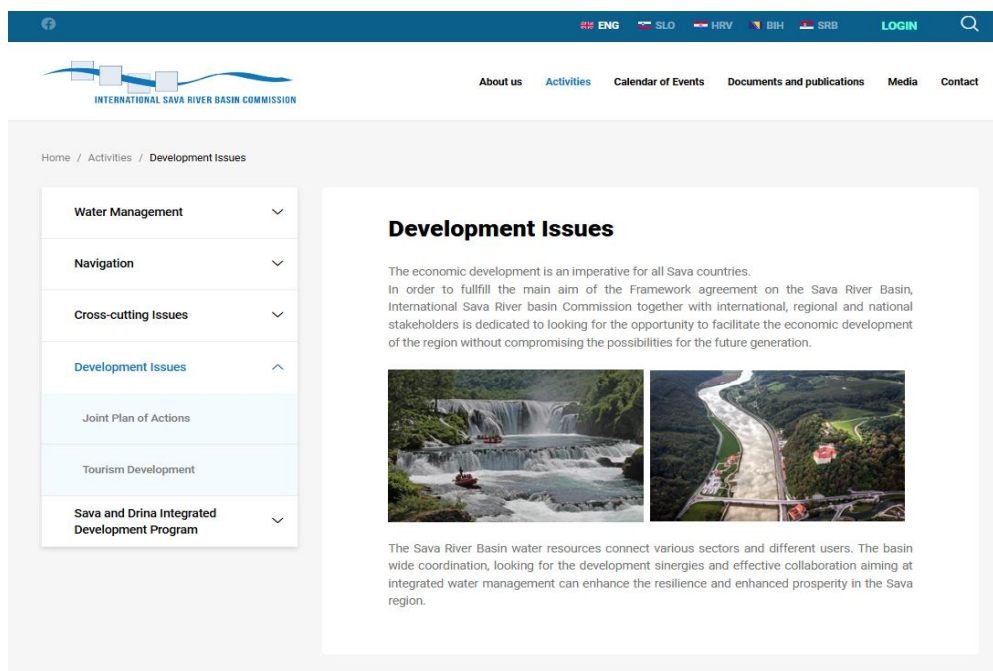 ENG SLO HRV BIH SRB LOGIN
INTERNATIONAL SAVA RIVER BASIN COMMISSION
About us Activities Calendar of Events Documents and publications Media Contact
Home / Activities / Development Issues
Water Management
Navigation
Cross-cutting Issues
Development Issues
Joint Plan of Actions
Tourism Development
Sava and Drina Integrated
Development Program
Development Issues
The economic development is an imperative for all Sava countries.
In order to fullfill the main aim of the Framework agreement on the Sava River Basin,
International Sava River basin Commission together with international, regional and national
stakeholders is dedicated to looking for the opportunity to facilitate the economic development
of the region without compromising the possibilities for the future generation.
The Sava River Basin water resources connect various sectors and different users. The basin
wide coordination, looking for the development sinergies and effective collaboration aiming at
integrated water management can enhance the resilience and enhanced prosperity in the Sava
region.